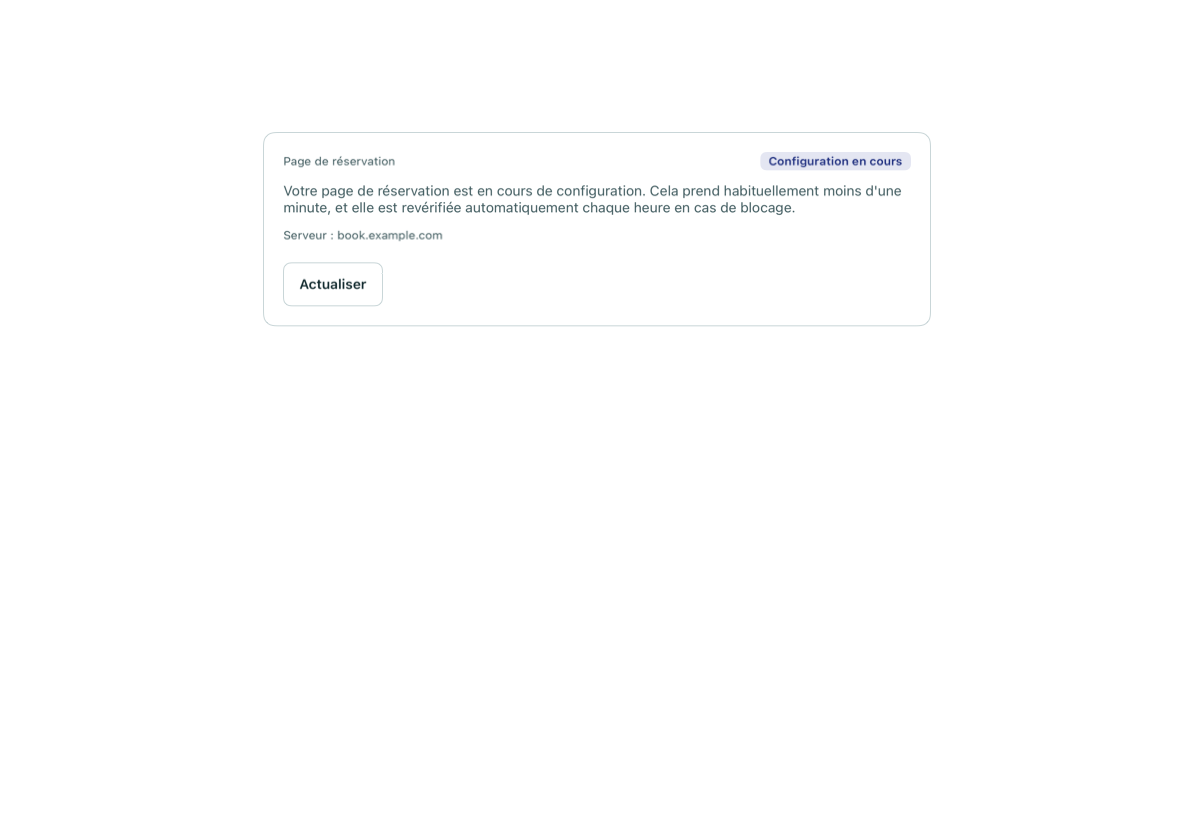 Page de réservation
Configuration en cours
Votre page de réservation est en cours de configuration. Cela prend habituellement moins d'une
minute, et elle est revérifiée automatiquement chaque heure en cas de blocage.
Serveur : book.example.com
Actualiser